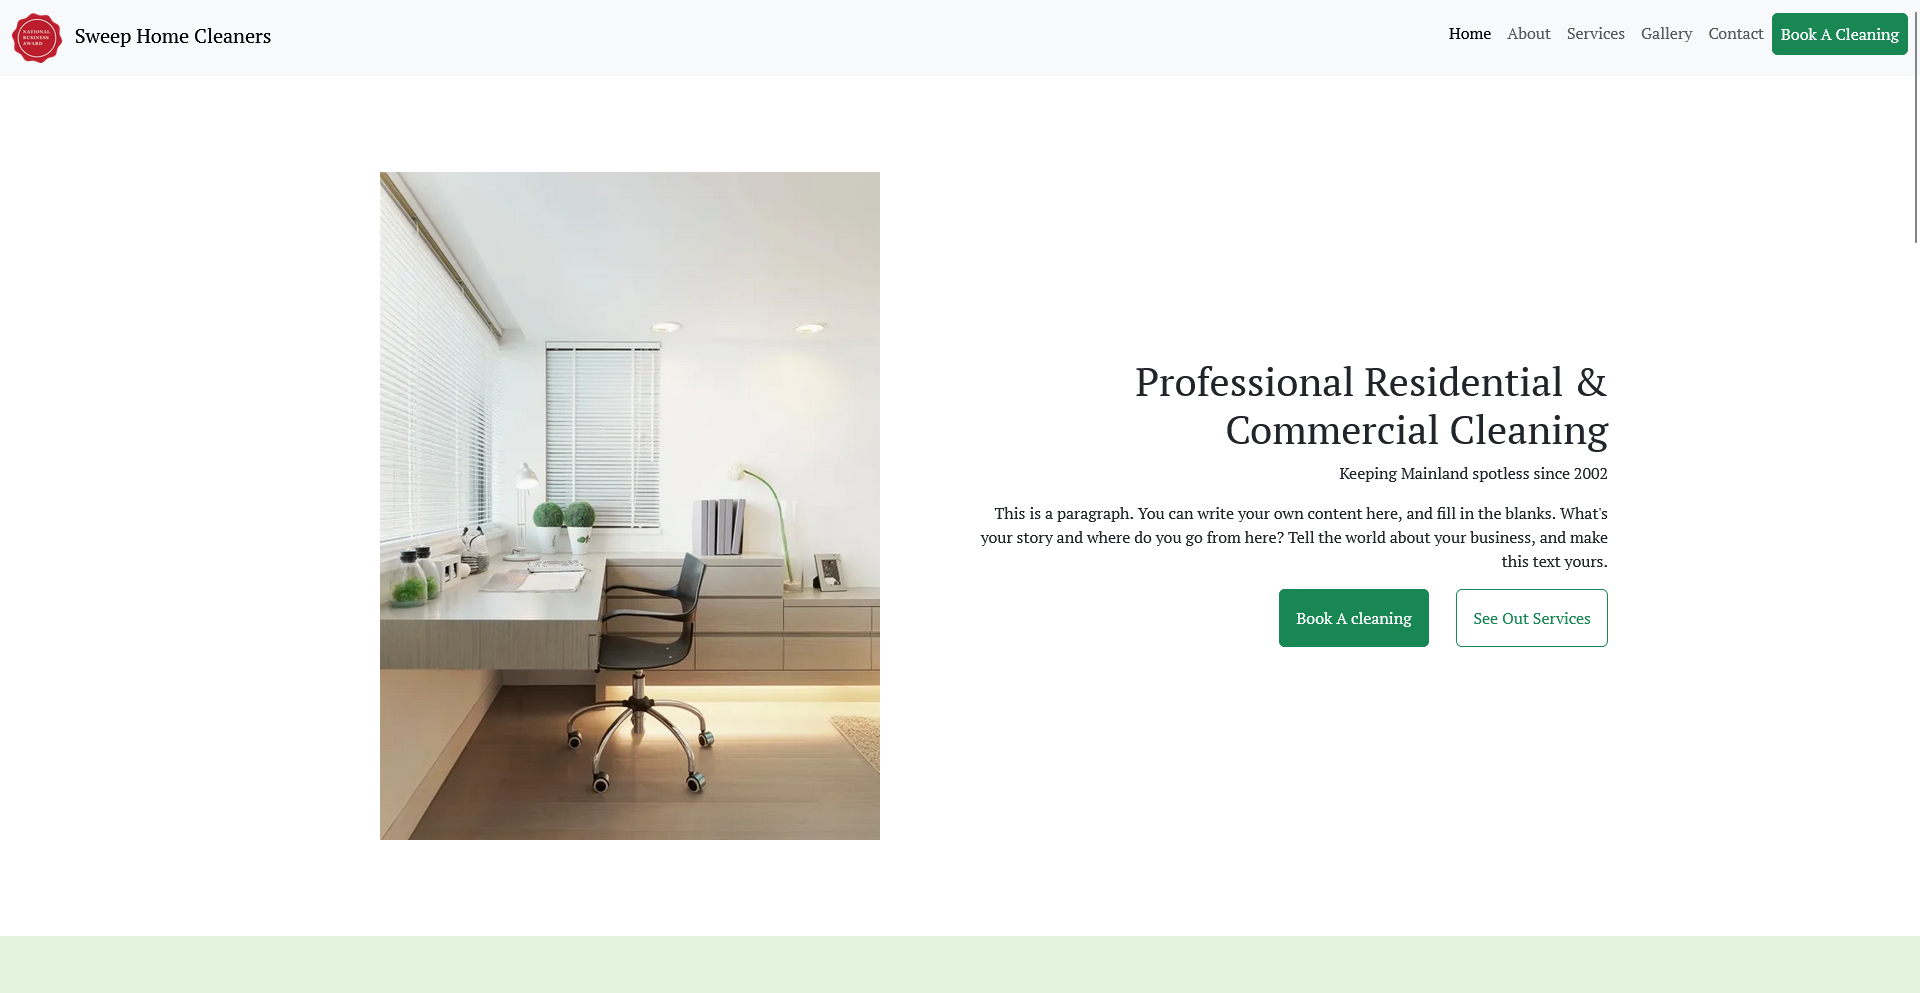 NATIONAL
BUSINESS
AWARD
Sweep Home Cleaners
Home About Services Gallery Contact Book A Cleaning
Professional Residential &
Commercial Cleaning
Keeping Mainland spotless since 2002
This is a paragraph. You can write your own content here, and fill in the blanks. What's
your story and where do you go from here? Tell the world about your business, and make
this text yours.
Book A cleaning See Out Services